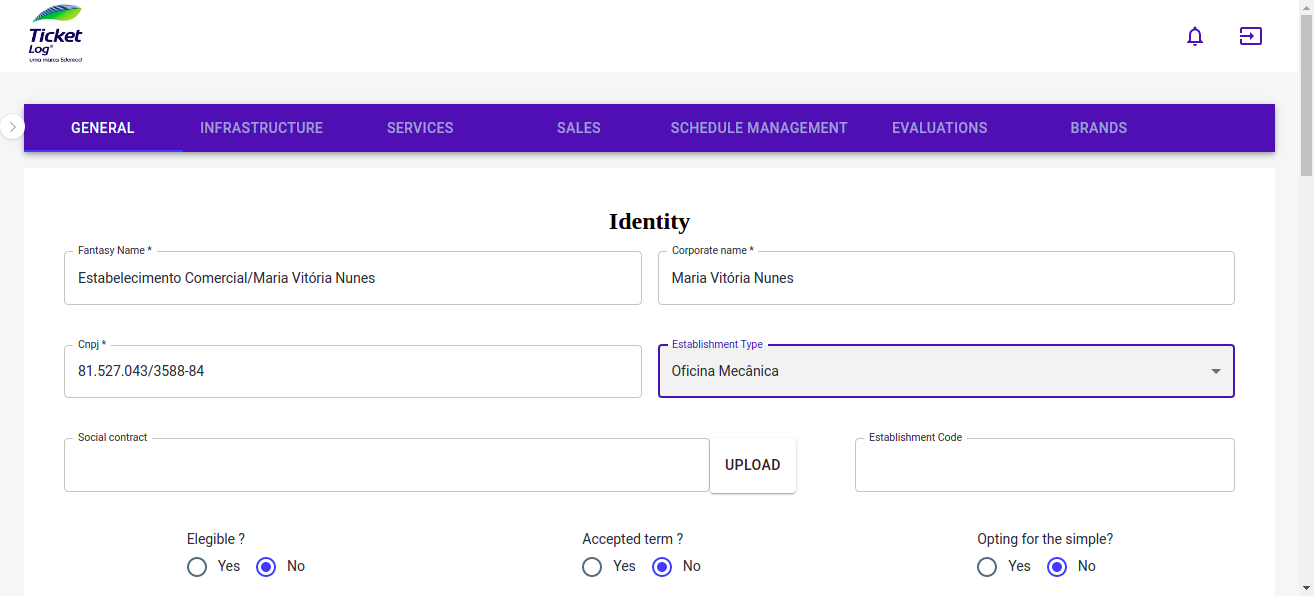 Ticket
Log®
uma marca Edenred
GENERAL INFRASTRUCTURE SERVICES SALES SCHEDULE MANAGEMENT EVALUATIONS BRANDS
Identity
Fantasy Name * Corporate name *
Estabelecimento Comercial/Maria Vitória Nunes Maria Vitória Nunes
Cnpj * Establishment Type
81.527.043/3588-84 Oficina Mecânica
Social contract Establishment Code
UPLOAD
Elegible ? Accepted term ? Opting for the simple?
Yes No Yes No Yes No